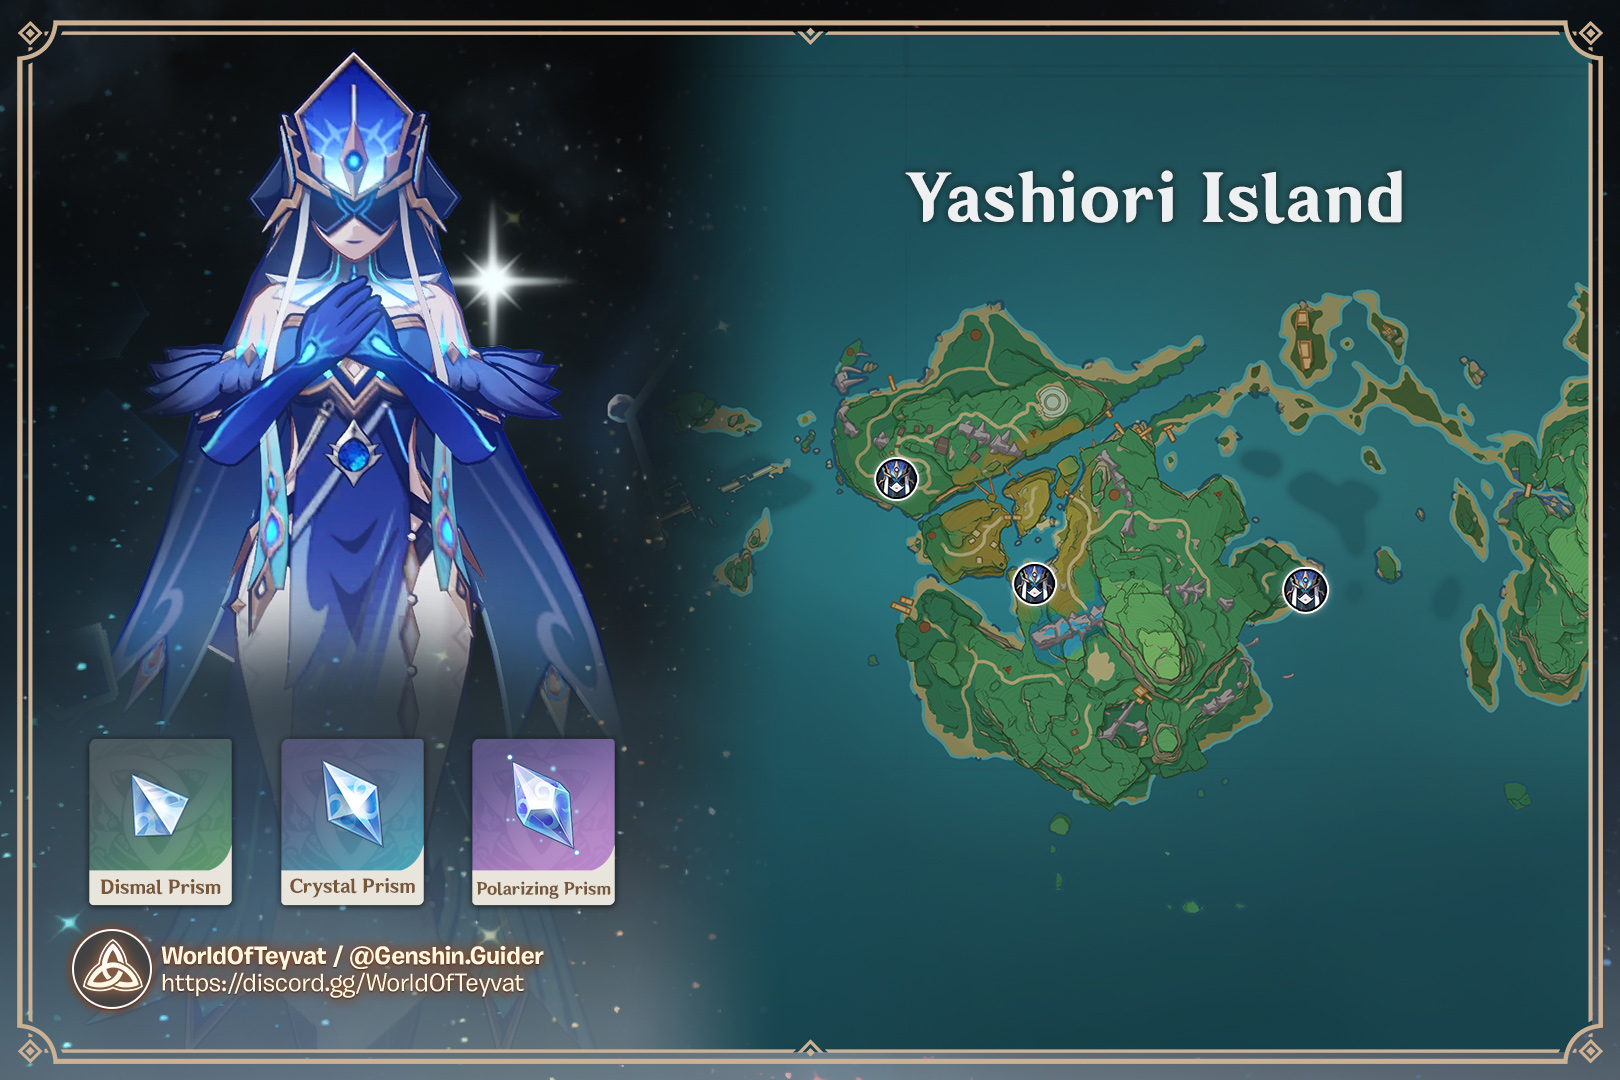 Yashiori Island
Dismal Prism
Crystal Prism
Polarizing Prism
WorldOfTeyvat / @Genshin.Guider
https://discord.gg/WorldOfTeyvat